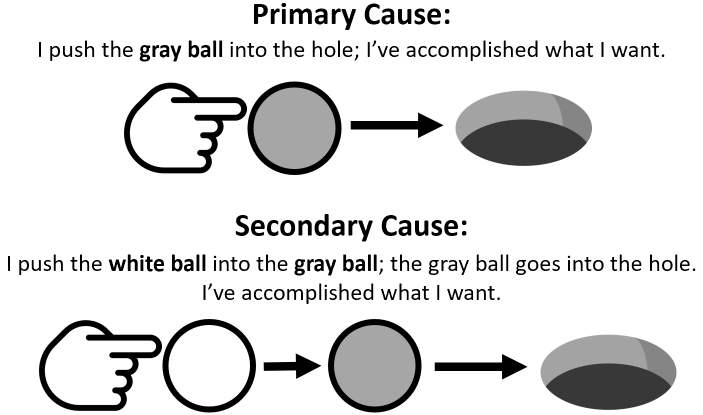 Primary Cause:
I push the gray ball into the hole; I’ve accomplished what I want.
Secondary Cause:
I push the white ball into the gray ball; the gray ball goes into the hole.
I’ve accomplished what I want.